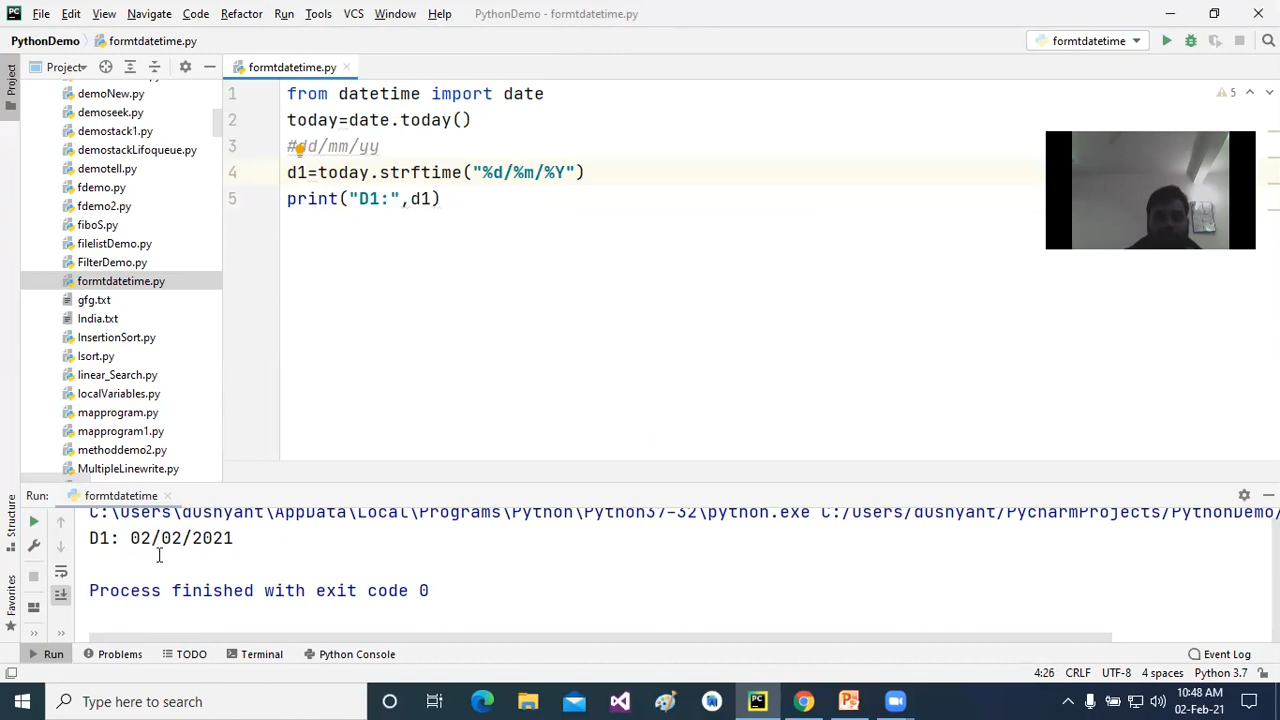 File Edit View Navigate Code Refactor Run Tools VCS Window Help PythonDemo - formtdatetime.py
PythonDemo formtdatetime.py formtdatetime
Project formtdatetime.py
Project
demoNew.py
demoseek.py
demostack1.py
demostackLifoqueue.py
demotell.py
fdemo.py
fdemo2.py
fiboS.py
filelistDemo.py
FilterDemo.py
formtdatetime.py
gfg.txt
India.txt
InsertionSort.py
lsort.py
linear_Search.py
localVariables.py
mapprogram.py
mapprogram1.py
methoddemo2.py
MultipleLinewrite.py
1 from datetime import date
2 today=date.today()
3 #dd/mm/yy
4 d1=today.strftime("%d/%m/%Y")
5 print("D1:",d1)
5
Run: formtdatetime
C:\Users\dushyant\AppData\Local\Programs\Python\Python37-32\python.exe C:/Users/dushyant/PycharmProjects/PythonDemo/
D1: 02/02/2021
Process finished with exit code 0
Structure
Favorites
Run Problems TODO Terminal Python Console Event Log
4:26 CRLF UTF-8 4 spaces Python 3.7
Type here to search
10:48 AM
02-Feb-21